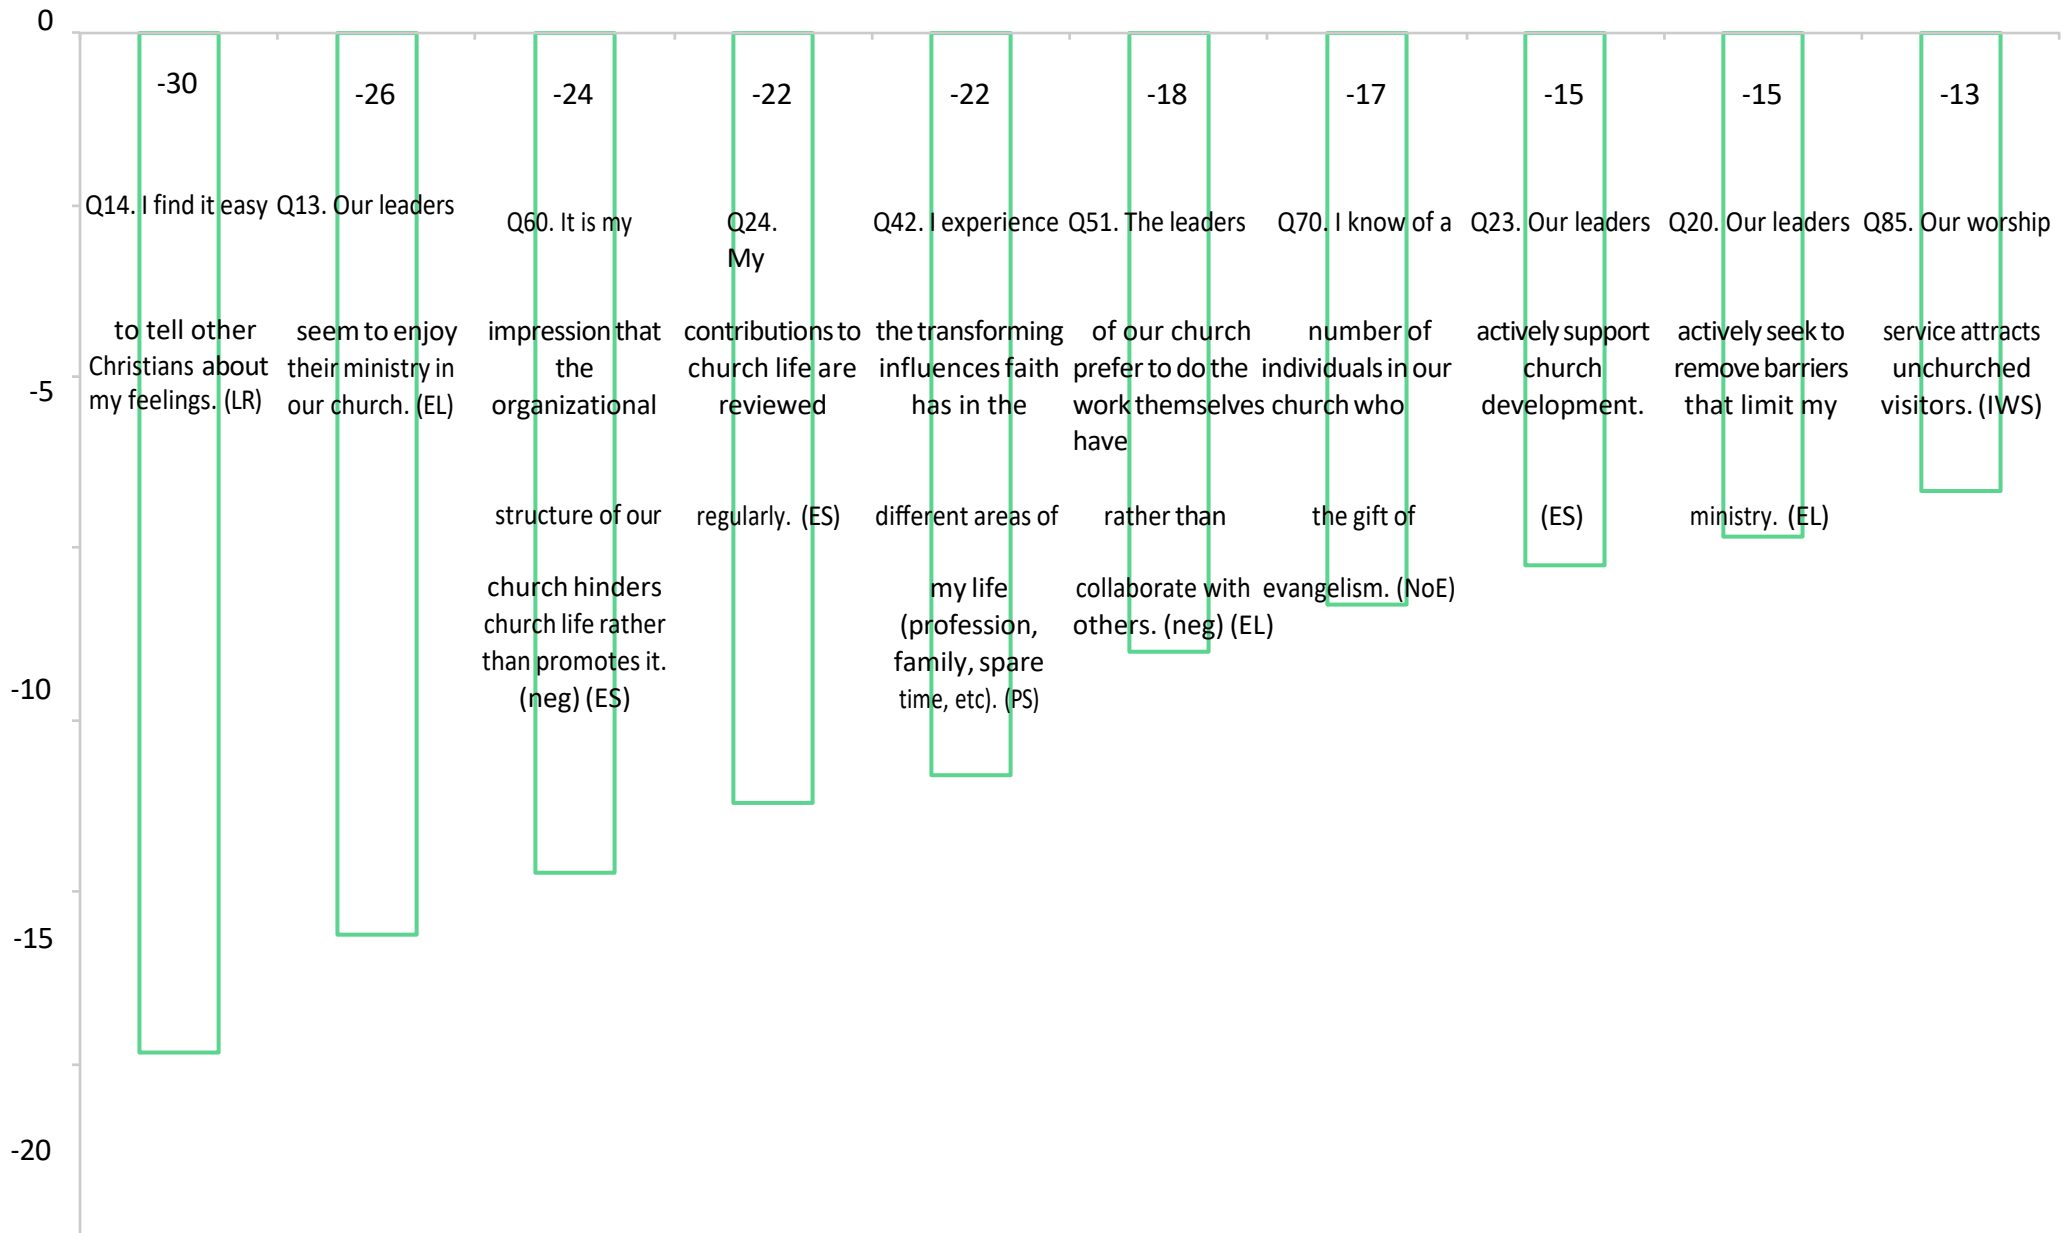 0
-30
-26
-24
-22
-22
-18
-17
-15
-15
-13
Q14. I find it easy
to tell other
Christians about
my feelings. (LR)
Q13. Our leaders
seem to enjoy
their ministry in
our church. (EL)
Q60. It is my
impression that
the
organizational
structure of our
church hinders
church life rather
than promotes it.
(neg) (ES)
Q24.
My
contributions to
church life are
reviewed
regularly. (ES)
Q42. I experience
the transforming
influences faith
has in the
different areas of
my life
(profession,
family, spare
time, etc). (PS)
Q51. The leaders
of our church
prefer to do the
work themselves
have
rather than
collaborate with
others. (neg) (EL)
Q70. I know of a
number of
individuals in our
church who
the gift of
evangelism. (NoE)
Q23. Our leaders
actively support
church
development.
(ES)
Q20. Our leaders
actively seek to
remove barriers
that limit my
ministry. (EL)
Q85. Our worship
service attracts
unchurched
visitors. (IWS)
-5
-10
-15
-20